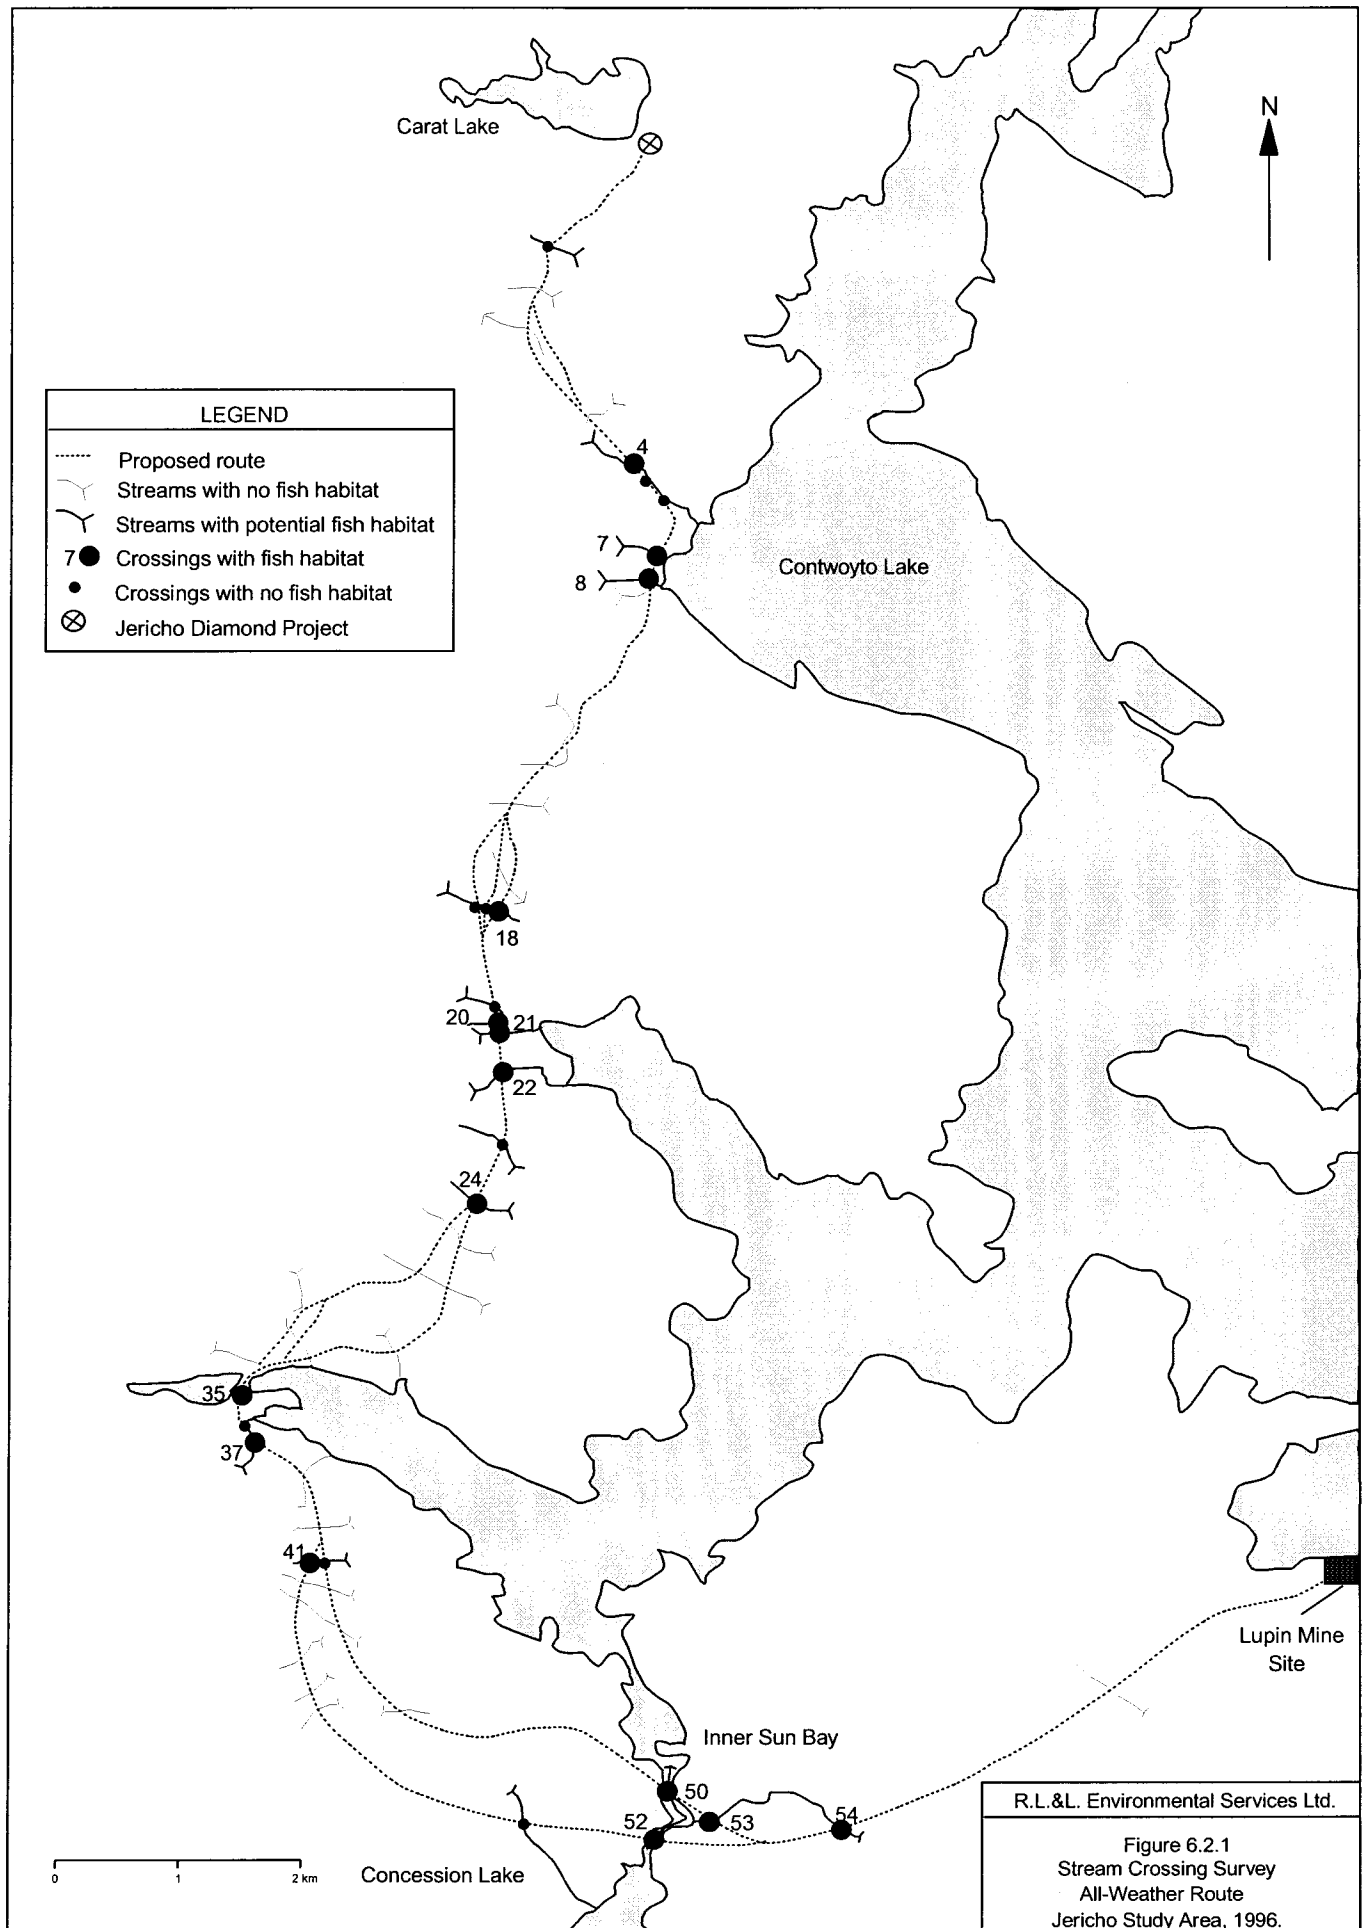 N
Carat Lake
LEGEND
Proposed route
Streams with no fish habitat
Streams with potential fish habitat
7 Crossings with fish habitat
Crossings with no fish habitat
Jericho Diamond Project
4
7
8
Contwoyto Lake
18
20
21
22
24
35
37
41
Lupin Mine
Site
Inner Sun Bay
50
52
53
54
Concession Lake
0 1 2 km
R.L.&L. Environmental Services Ltd.
Figure 6.2.1
Stream Crossing Survey
All-Weather Route
Jericho Study Area, 1996.